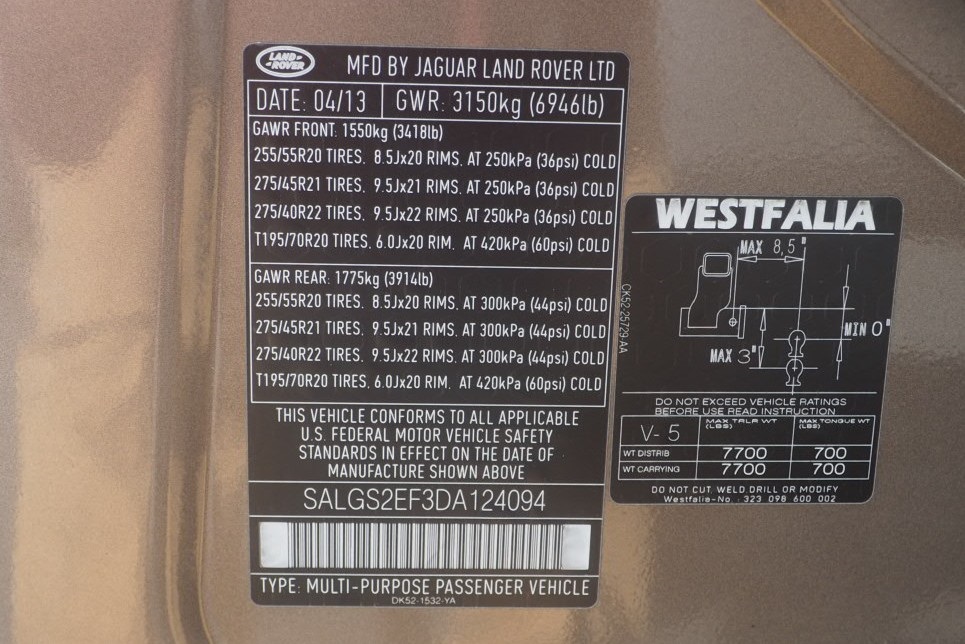 LAND ROVER
MFD BY JAGUAR LAND ROVER LTD
DATE: 04/13 GWR: 3150kg (6946lb)
GAWR FRONT: 1550kg (3418lb)
255/55R20 TIRES. 8.5Jx20 RIMS. AT 250kPa (36psi) COLD
275/45R21 TIRES. 9.5Jx21 RIMS. AT 250kPa (36psi) COLD
275/40R22 TIRES. 9.5Jx22 RIMS. AT 250kPa (36psi) COLD
T195/70R20 TIRES. 6.0Jx20 RIM. AT 420kPa (60psi) COLD
GAWR REAR: 1775kg (3914lb)
255/55R20 TIRES. 8.5Jx20 RIMS. AT 300kPa (44psi) COLD
275/45R21 TIRES. 9.5Jx21 RIMS. AT 300kPa (44psi) COLD
275/40R22 TIRES. 9.5Jx22 RIMS. AT 300kPa (44psi) COLD
T195/70R20 TIRES. 6.0Jx20 RIM. AT 420kPa (60psi) COLD
THIS VEHICLE CONFORMS TO ALL APPLICABLE
U.S. FEDERAL MOTOR VEHICLE SAFETY
STANDARDS IN EFFECT ON THE DATE OF
MANUFACTURE SHOWN ABOVE
SALGS2EF3DA124094
TYPE: MULTI-PURPOSE PASSENGER VEHICLE
DK52-1532-YA
WESTFALIA
MAX 8,5"
MIN 0"
MAX 3"
CK52-25729-AA
DO NOT EXCEED VEHICLE RATINGS
BEFORE USE READ INSTRUCTION
V-5 MAX TRLR WT (LBS) MAX TONGUE WT (LBS)
WT DISTRIB 7700 700
WT CARRYING 7700 700
DO NOT CUT, WELD DRILL OR MODIFY
Westfalia-No.: 323 098 600 002